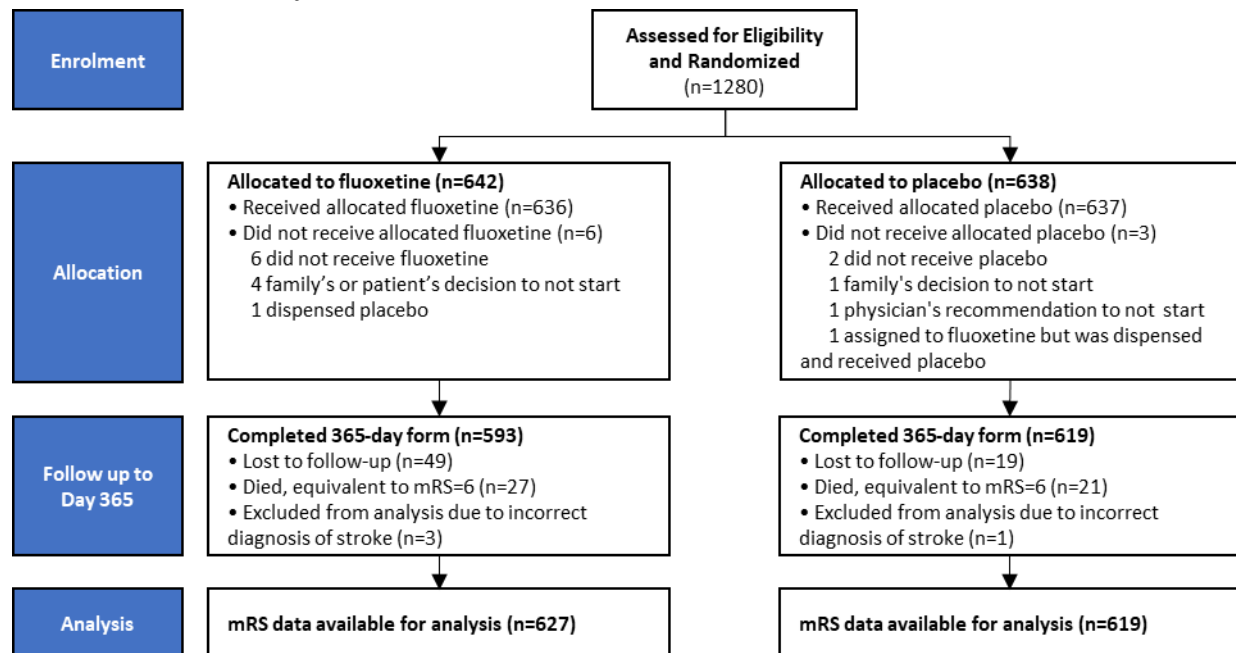 Enrolment
Assessed for Eligibility
and Randomized
(n=1280)
Allocation
Allocated to fluoxetine (n=642)
• Received allocated fluoxetine (n=636)
• Did not receive allocated fluoxetine (n=6)
6 did not receive fluoxetine
4 family's or patient's decision to not start
1 dispensed placebo
Allocated to placebo (n=638)
• Received allocated placebo (n=637)
• Did not receive allocated placebo (n=3)
2 did not receive placebo
1 family's decision to not start
1 physician's recommendation to not start
1 assigned to fluoxetine but was dispensed
and received placebo
Follow up to
Day 365
Completed 365-day form (n=593)
• Lost to follow-up (n=49)
• Died, equivalent to mRS=6 (n=27)
• Excluded from analysis due to incorrect
diagnosis of stroke (n=3)
Completed 365-day form (n=619)
• Lost to follow-up (n=19)
• Died, equivalent to mRS=6 (n=21)
• Excluded from analysis due to incorrect
diagnosis of stroke (n=1)
Analysis
mRS data available for analysis (n=627)
mRS data available for analysis (n=619)